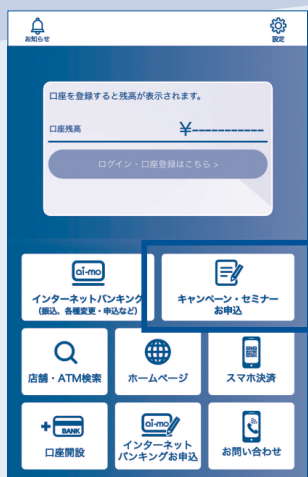 お知らせ
設定
口座を登録すると残高が表示されます。
口座残高 ¥-----------
ログイン・口座登録はこちら >
ai-mo
インターネットバンキング
(振込、各種変更・申込など)
キャンペーン・セミナー
お申込
店舗・ATM検索
ホームページ
スマホ決済
+ BANK
口座開設
ai-mo
インターネット
バンキングお申込
お問い合わせ